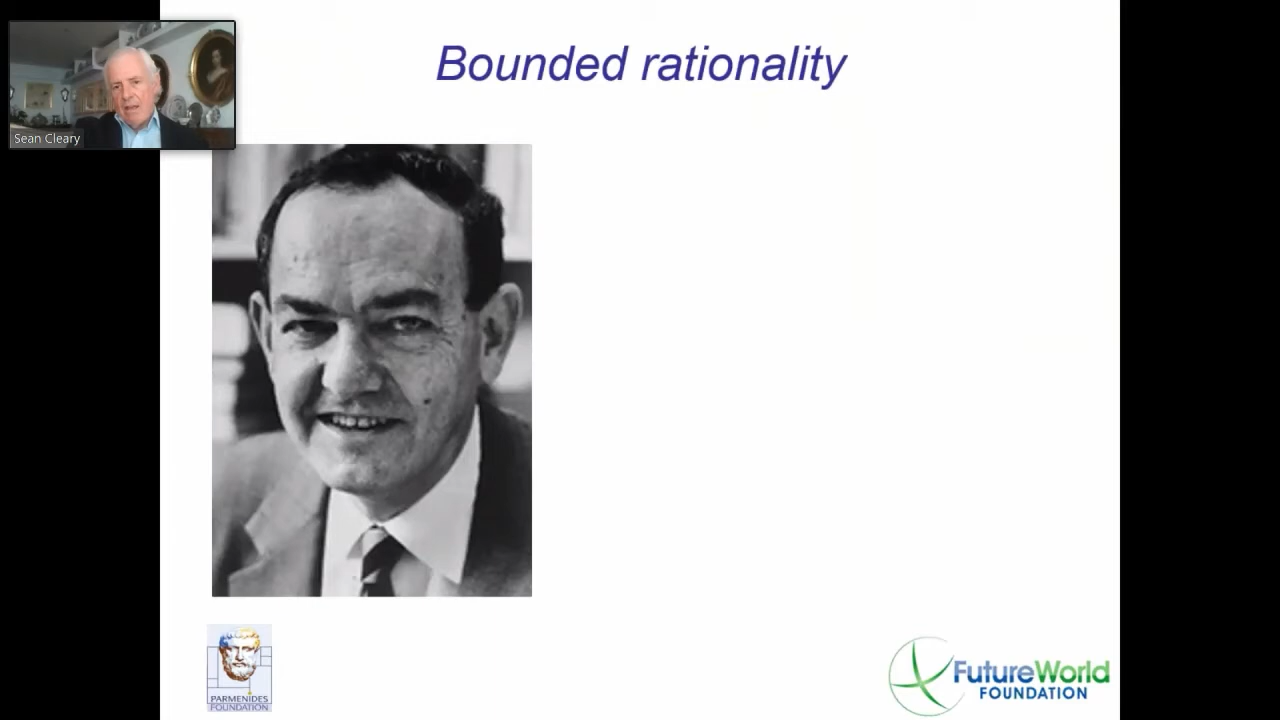 Bounded rationality
Sean Cleary
PARMENIDES
FOUNDATION
FutureWorld
FOUNDATION